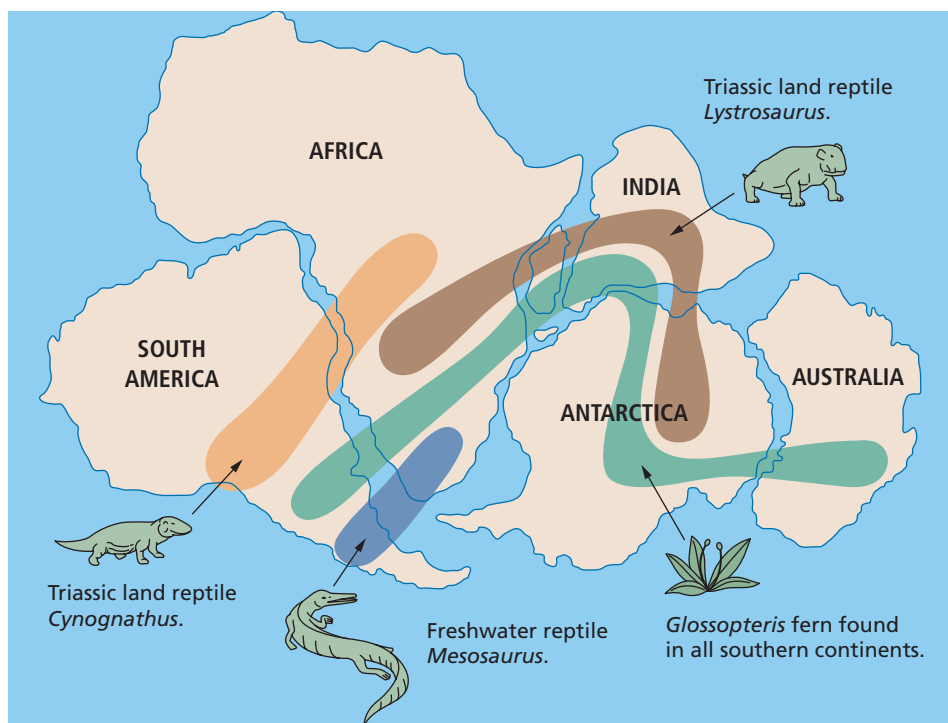 Triassic land reptile
Lystrosaurus.
AFRICA
INDIA
SOUTH
AMERICA
AUSTRALIA
ANTARCTICA
Triassic land reptile
Cynognathus.
Freshwater reptile
Mesosaurus.
Glossopteris fern found
in all southern continents.